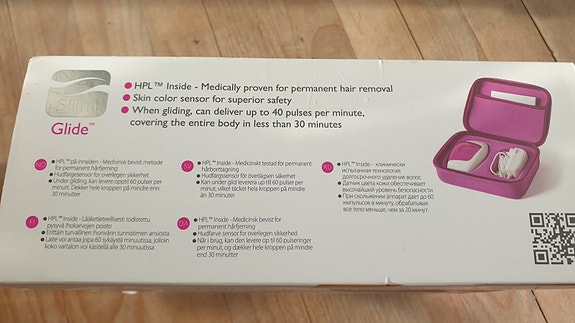 Glide™
HPL™ Inside - Medically proven for permanent hair removal
Skin color sensor for superior safety
When gliding, can deliver up to 40 pulses per minute,
covering the entire body in less than 30 minutes
NO
HPL™ på innsiden - Medisinsk bevist metode
for permanent hårfjerning
Hudfargesensor for overlegen sikkerhet
Under gliding, kan levere opptil 60 pulser per
minutt. Dekker hele kroppen på mindre enn 30
minutter
SV
HPL™ Inside - Medicinskt testad för permanent
hårborttagning
Hudfärgsensor för överlägsen säkerhet
Kan under glid leverera up till 60 pulser per
minut, vilket täcker hela kroppen på mindre
än 30 minuter
RU
HPL™ Inside - клинически
испытанная технология
долгосрочного удаления волос
Датчик цвета кожи обеспечивает
высочайший уровень безопасности
При скольжении аппарат дает до 60
импульсов в минуту, обрабатывая
все тело меньше, чем за 20 минут.
FI
HPL™ Inside - Lääketieteellisesti todistettu
pysyvä ihokarvojen poisto
Erittäin turvallinen ihonvärin tunnistimen ansiosta
Laite voi antaa jopa 60 sykäystä minuutissa, jolloin
koko vartalon voi käsitellä alle 30 minuutissa
DA
HPL™ Inside - Medicinsk bevist for
permanent hårfjerning
Hudfarve sensor for overlegen sikkerhed
Når i brug, kan den levere op til 60 pulseringer
per minut, og dækker hele kroppen på mindre
end 30 minutter